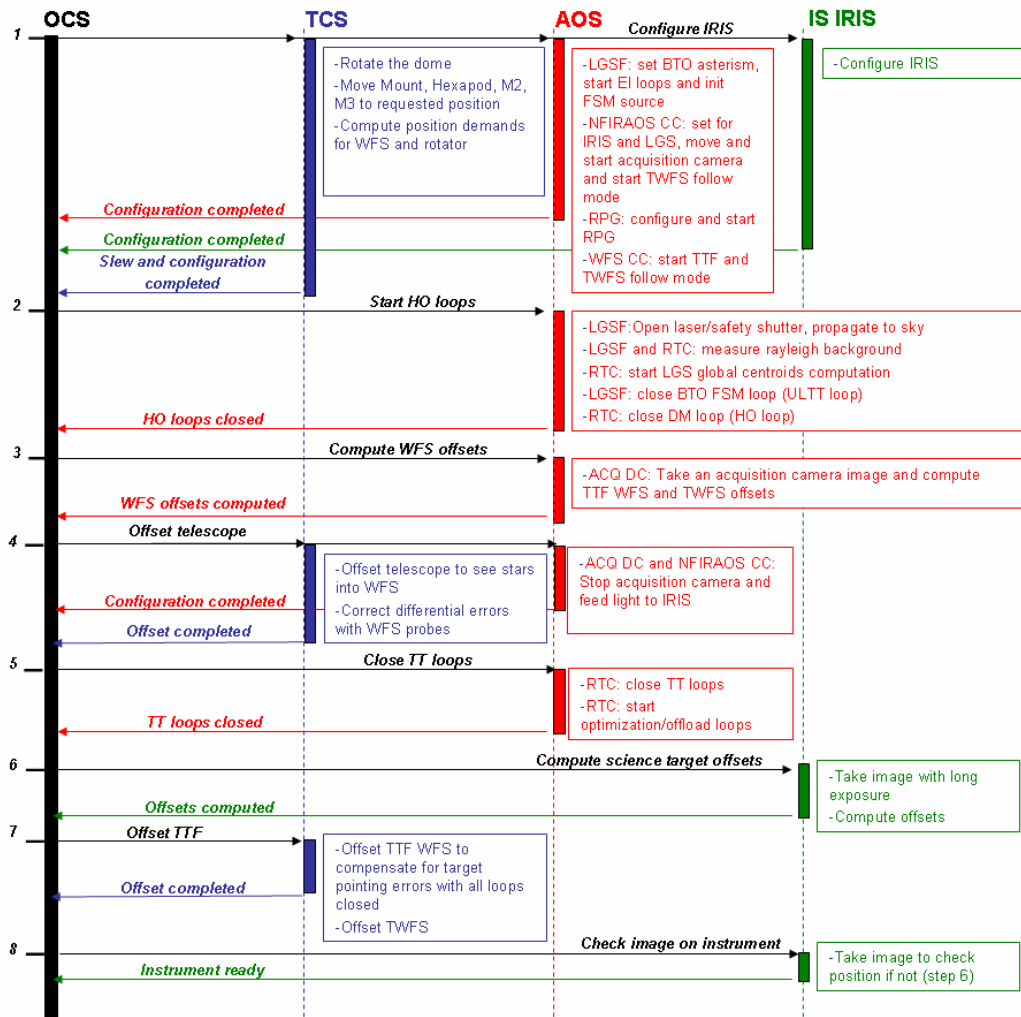 OCS
TCS
AOS
IS IRIS
1
Configure IRIS
-Rotate the dome
-Move Mount, Hexapod, M2,
M3 to requested position
-Compute position demands
for WFS and rotator
-LGSF: set BTO asterism,
start EI loops and init
FSM source
-NFIRAOS CC: set for
IRIS and LGS, move and
start acquisition camera
and start TWFS follow
mode
-RPG: configure and start
RPG
-WFS CC: start TTF and
TWFS follow mode
-Configure IRIS
Configuration completed
Configuration completed
Slew and configuration
completed
2
Start HO loops
-LGSF:Open laser/safety shutter, propagate to sky
-LGSF and RTC: measure rayleigh background
-RTC: start LGS global centroids computation
-LGSF: close BTO FSM loop (ULTT loop)
-RTC: close DM loop (HO loop)
HO loops closed
3
Compute WFS offsets
-ACQ DC: Take an acquisition camera image and compute
TTF WFS and TWFS offsets
WFS offsets computed
Offset telescope
4
-Offset telescope to see stars
into WFS
-Correct differential errors
with WFS probes
-ACQ DC and NFIRAOS CC:
Stop acquisition camera and
feed light to IRIS
Configuration completed
Offset completed
5
Close TT loops
-RTC: close TT loops
-RTC: start
optimization/offload loops
TT loops closed
6
Compute science target offsets
-Take image with long
exposure
-Compute offsets
Offsets computed
7
Offset TTF
-Offset TTF WFS to
compensate for target
pointing errors with all loops
closed
-Offset TWFS
Offset completed
8
Check image on instrument
-Take image to check
position if not (step 6)
Instrument ready